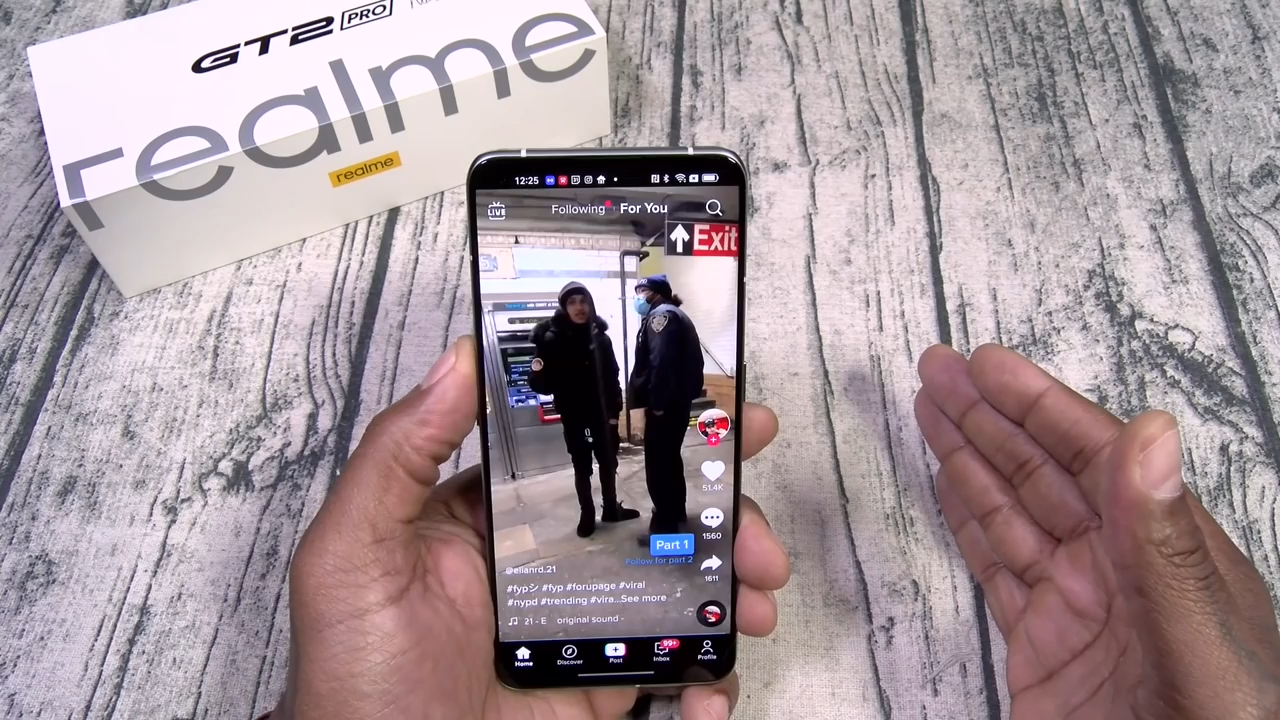 GT2 PRO
realme
realme
12:25
LIVE
Following For You
Exit
51.4K
1560
Part 1
Follow for part 2
1611
@elianrd.21
#fypシ #fyp #forupage #viral
#nypd #trending #vira...See more
21 - E original sound -
99+
Home Discover Post Inbox Profile